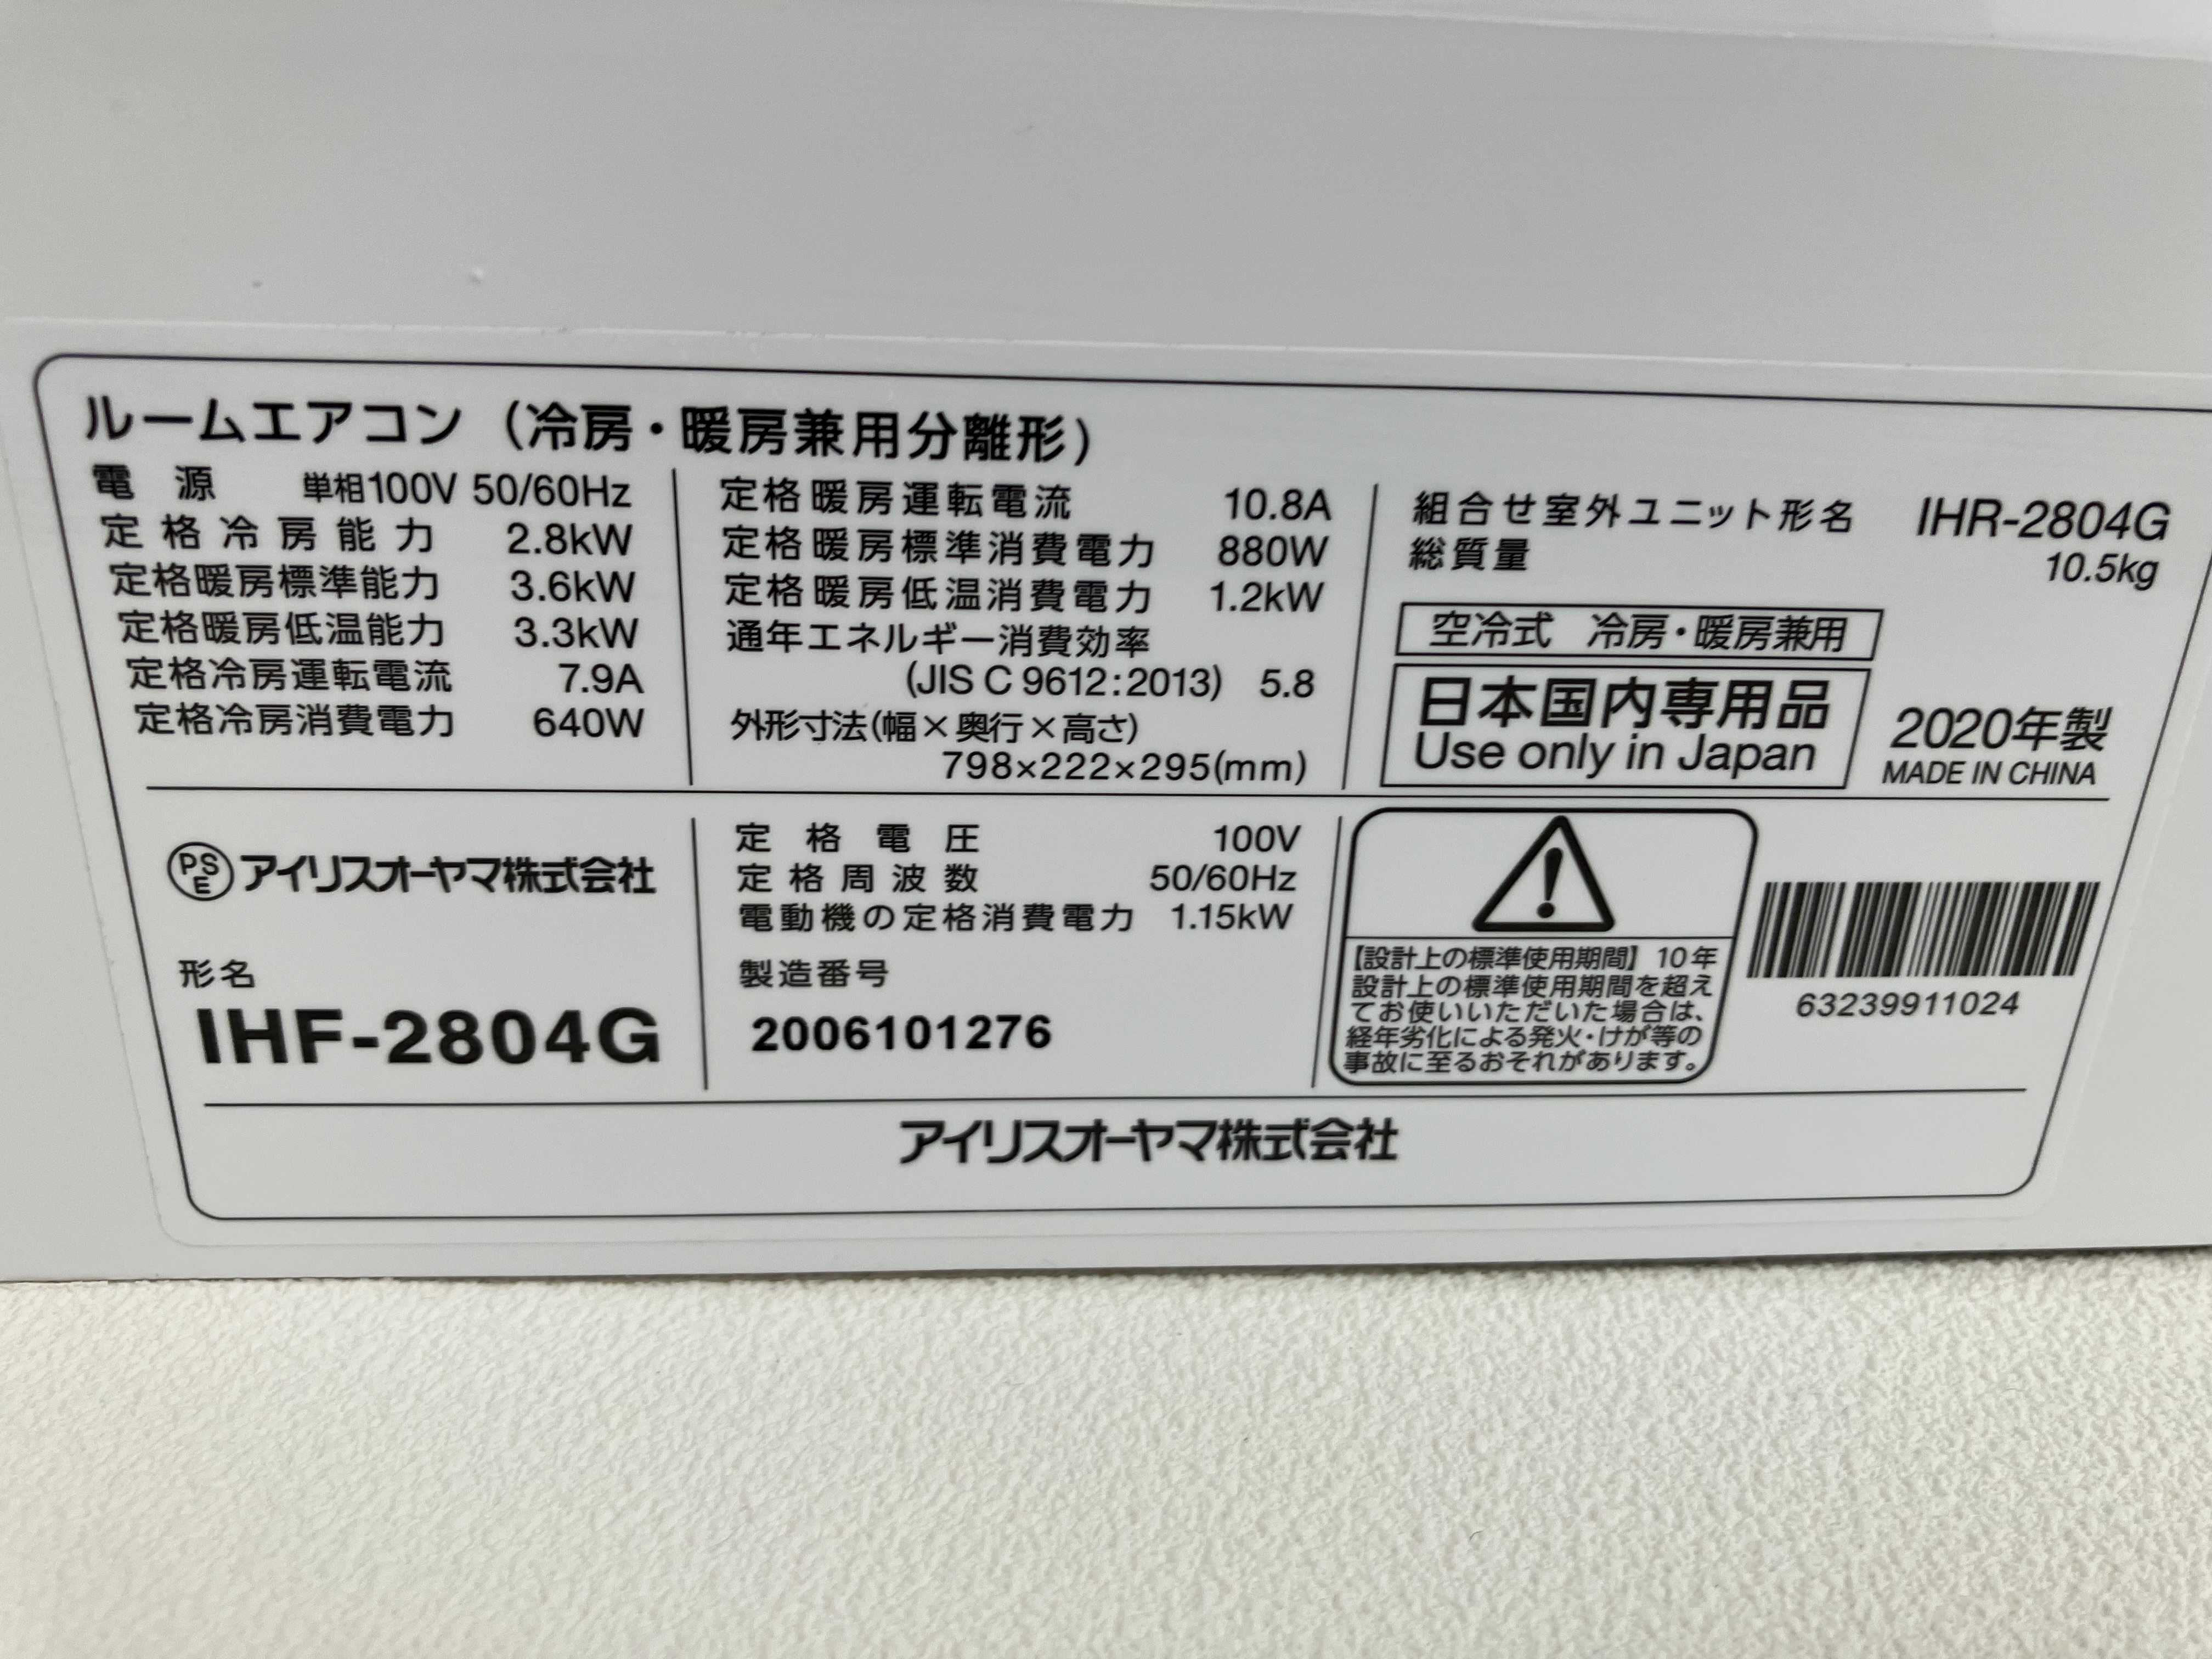 ルームエアコン（冷房・暖房兼用分離形）
電源 単相100V 50/60Hz
定格冷房能力 2.8kW
定格暖房標準能力 3.6kW
定格暖房低温能力 3.3kW
定格冷房運転電流 7.9A
定格冷房消費電力 640W
定格暖房運転電流 10.8A
定格暖房標準消費電力 880W
定格暖房低温消費電力 1.2kW
通年エネルギー消費効率
(JIS C 9612:2013) 5.8
外形寸法(幅×奥行×高さ)
798×222×295(mm)
組合せ室外ユニット形名 IHR-2804G
総質量 10.5kg
空冷式 冷房・暖房兼用
日本国内専用品
Use only in Japan
2020年製
MADE IN CHINA
PSE アイリスオーヤマ株式会社
形名
IHF-2804G
定格電圧 100V
定格周波数 50/60Hz
電動機の定格消費電力 1.15kW
製造番号
2006101276
【設計上の標準使用期間】10年
設計上の標準使用期間を超え
てお使いいただいた場合は、
経年劣化による発火・けが等の
事故に至るおそれがあります。
63239911024
アイリスオーヤマ株式会社